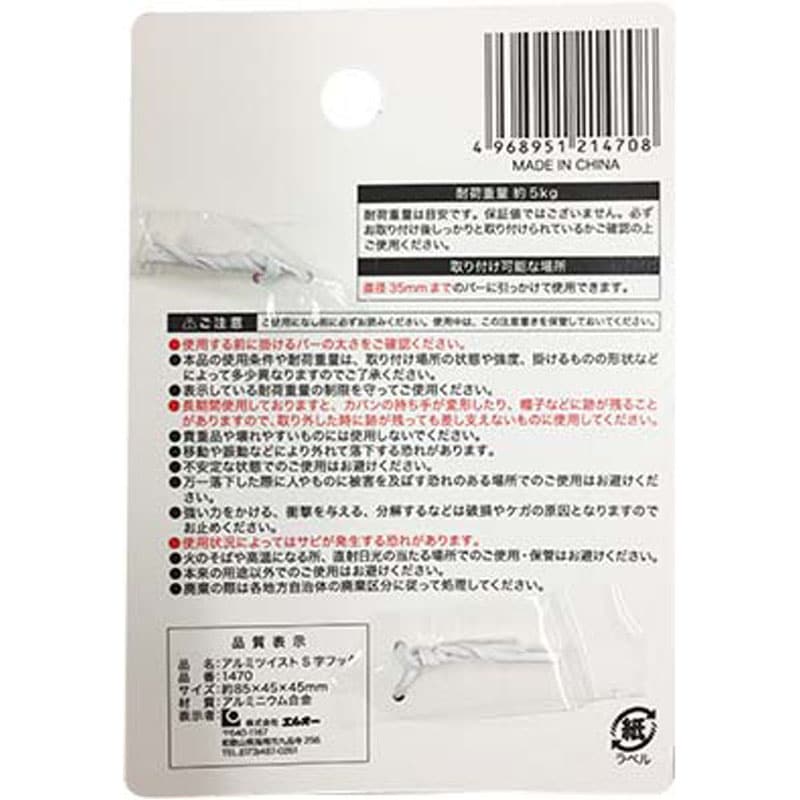 4 968951 214708
MADE IN CHINA
耐荷重量 約5kg
耐荷重量は目安です。保証値ではございません。必ず
お取り付け後しっかりと取り付けられているかご確認の上
ご使用ください。
取り付け可能な場所
直径35mmまでのバーに引っかけて使用できます。
ご注意 ご使用になる前に必ずお読みください。使用中は、この注意書きを保管しておいてください。
●使用する前に掛けるバーの太さをご確認ください。
●本品の使用条件や耐荷重量は、取り付け場所の状態や強度、掛けるものの形状など
によって多少異なりますのでご了承ください。
●表示している耐荷重量の制限を守ってご使用ください。
●長期間使用しておりますと、カバンの持ち手が変形したり、帽子などに跡が残ること
がありますので、取り外した時に跡が残っても差し支えないものに使用してください。
●貴重品や壊れやすいものには使用しないでください。
●移動や振動などにより外れて落下する恐れがあります。
●不安定な状態でのご使用はお避けください。
●万一落下した際に人やものに被害を及ぼす恐れのある場所でのご使用はお避けくだ
さい。
●強い力をかける、衝撃を与える、分解するなどは破損やケガの原因となりますので
お止めください。
●使用状況によってはサビが発生する恐れがあります。
●火のそばや高温になる所、直射日光の当たる場所でのご使用・保管はお避けください。
●本来の用途以外でのご使用はお避けください。
●廃棄の際は各地方自治体の廃棄区分に従って処理してください。
品質表示
品 名:アルミツイスト S 字フック
品 番:1470
サイズ:約85×45×45mm
材 質:アルミニウム合金
表示者: 株式会社 エムオー
〒640-1167
和歌山県海南市九品寺256
TEL.(073)487-0261
紙
ラベル